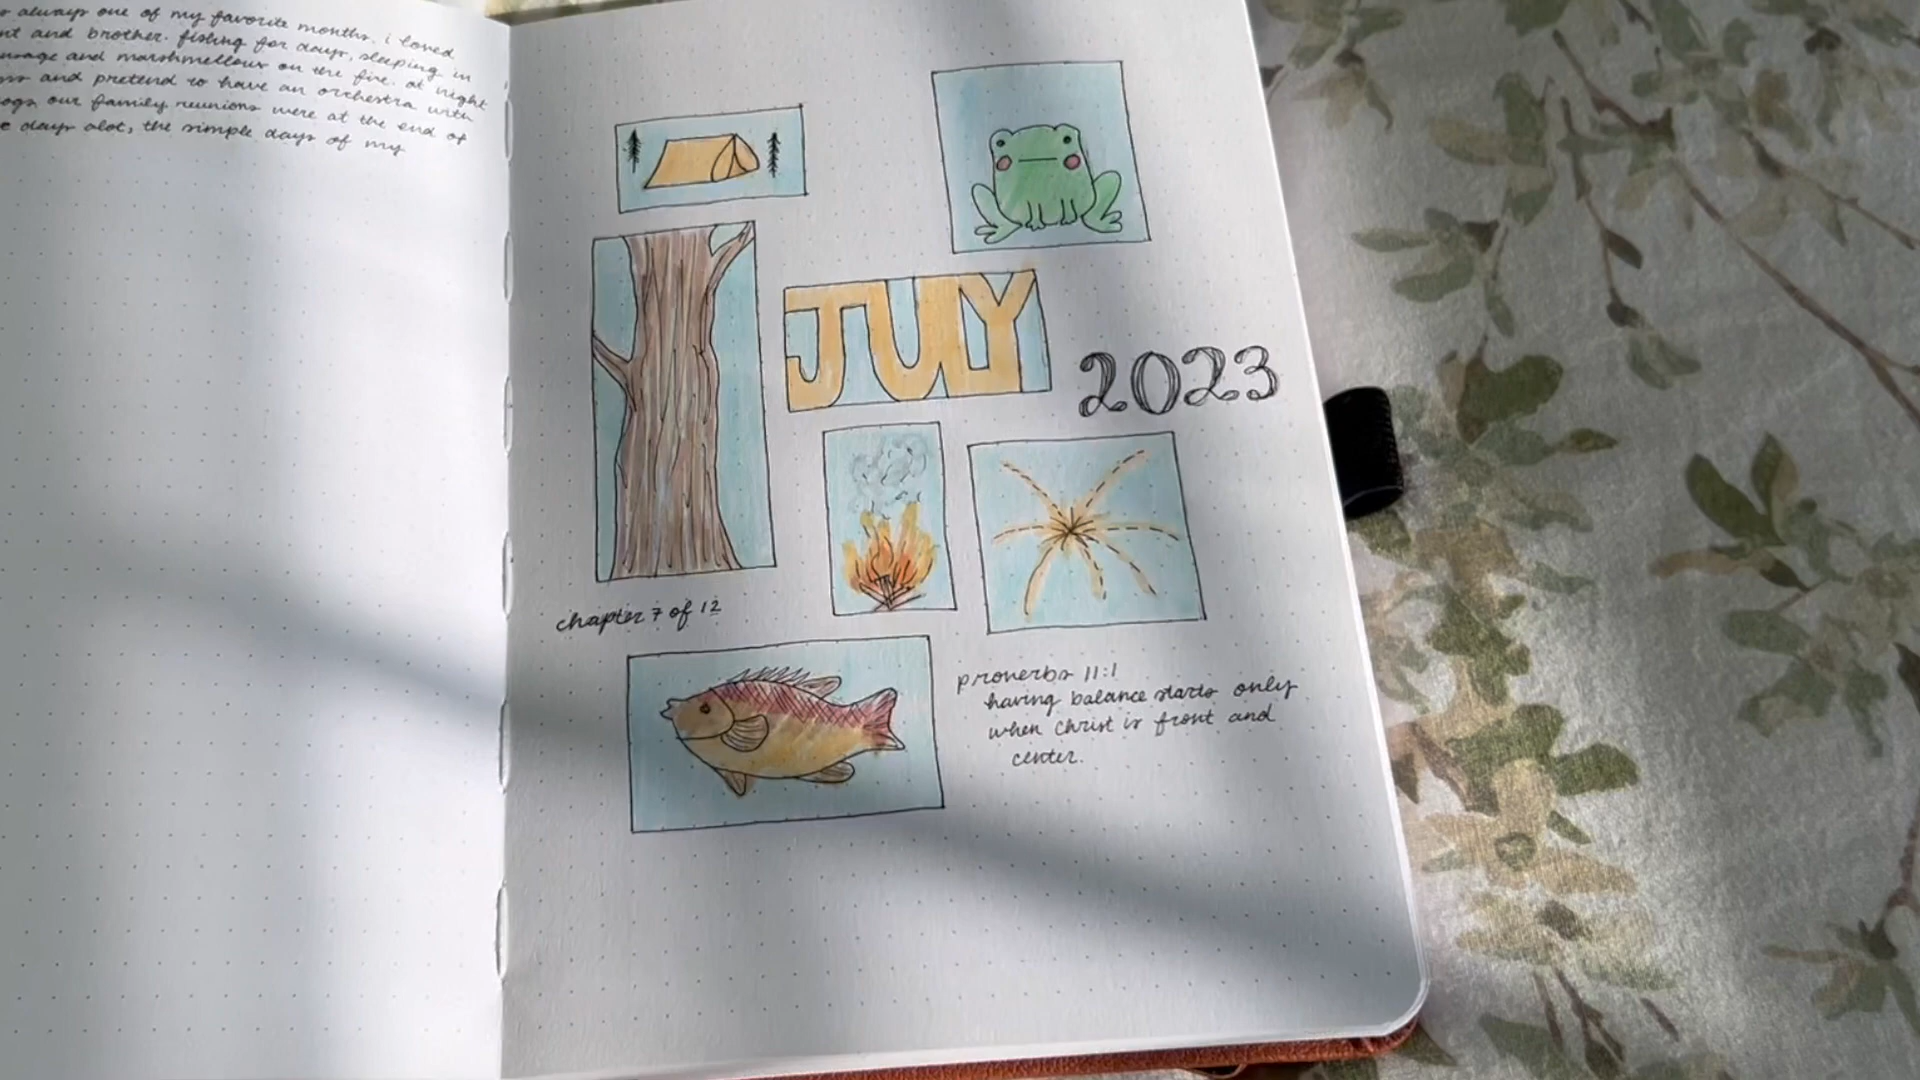 always one of my favorite months. i loved
and brother. fishing for days, sleeping in
and marshmellows on the fire. at night
and pretend to have an orchestra with
our family reunions were at the end of
days alot, the simple days of my
JULY
2023
chapter 7 of 12
proverbs 11:1
having balance starts only
when Christ is front and
center.